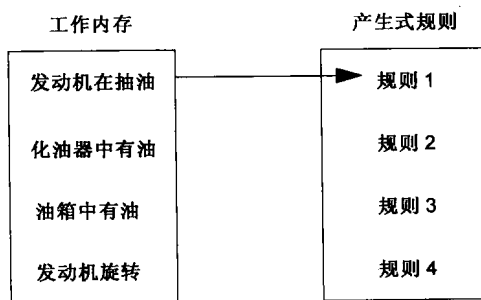 工作内存
产生式规则
发动机在抽油
规则 1
化油器中有油
规则 2
油箱中有油
规则 3
发动机旋转
规则 4